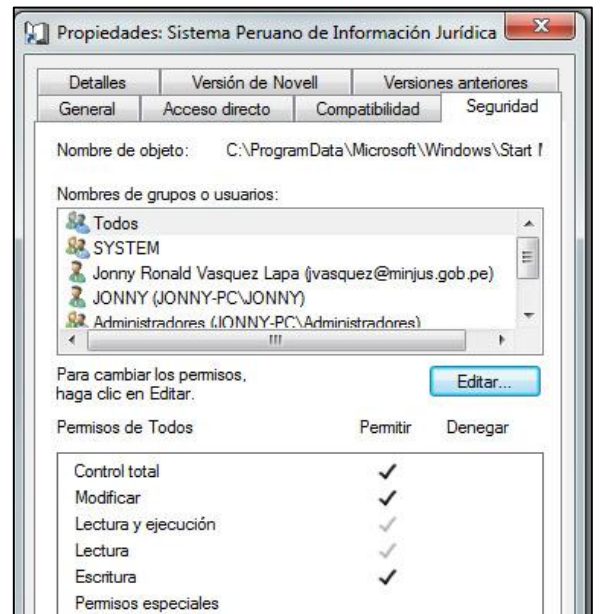 Propiedades: Sistema Peruano de Información Jurídica
Detalles Versión de Novell Versiones anteriores
General Acceso directo Compatibilidad Seguridad
Nombre de objeto: C:\ProgramData\Microsoft\Windows\Start
Nombres de grupos o usuarios:
Todos
SYSTEM
Jonny Ronald Vasquez Lapa (jvasquez@minjus.gob.pe)
JONNY (JONNY-PC\JONNY)
Administradores (JONNY-PC\Administradores)
Para cambiar los permisos,
haga clic en Editar.
Editar...
Permisos de Todos Permitir Denegar
Control total
Modificar
Lectura y ejecución
Lectura
Escritura
Permisos especiales